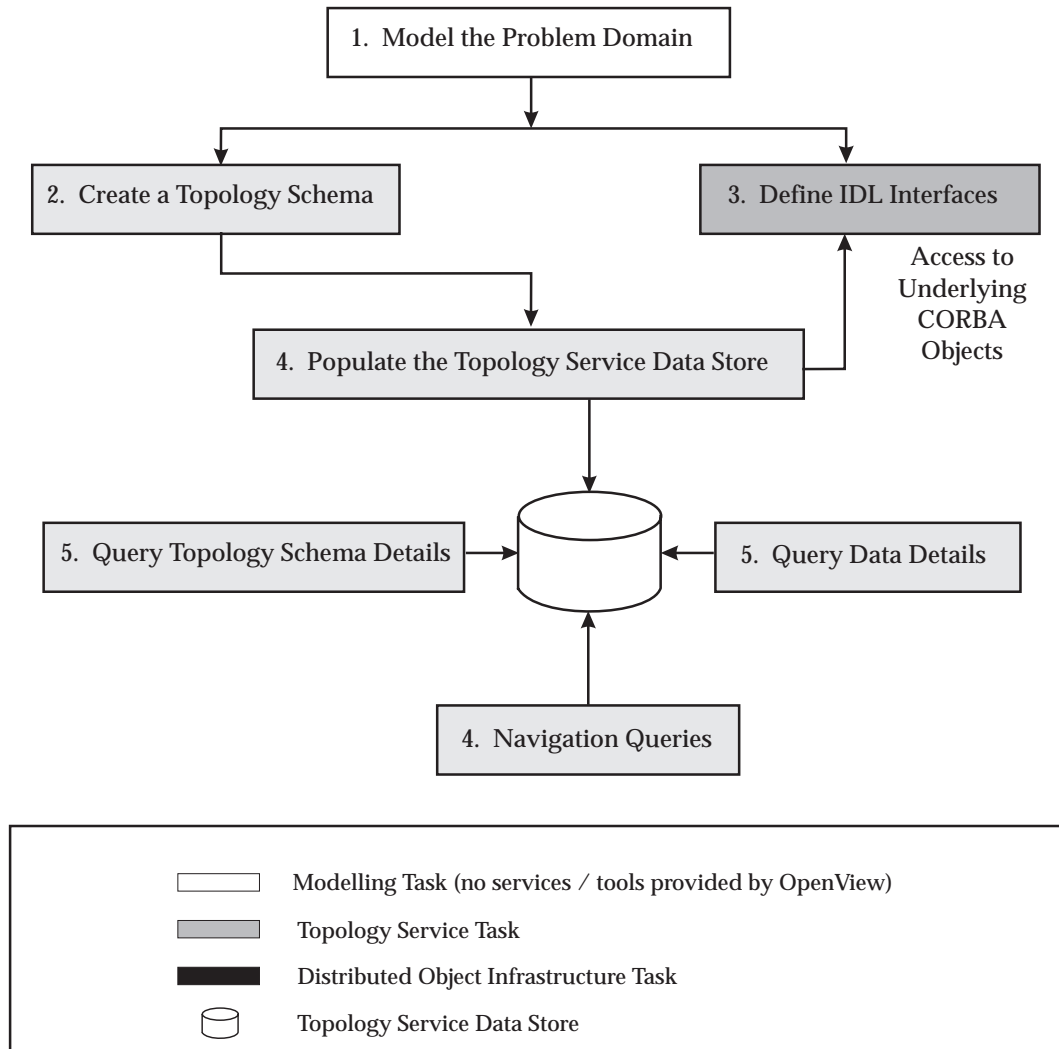 1. Model the Problem Domain
2. Create a Topology Schema
3. Define IDL Interfaces
Access to
Underlying
CORBA
Objects
4. Populate the Topology Service Data Store
5. Query Topology Schema Details
5. Query Data Details
4. Navigation Queries
Modelling Task (no services / tools provided by OpenView)
Topology Service Task
Distributed Object Infrastructure Task
Topology Service Data Store